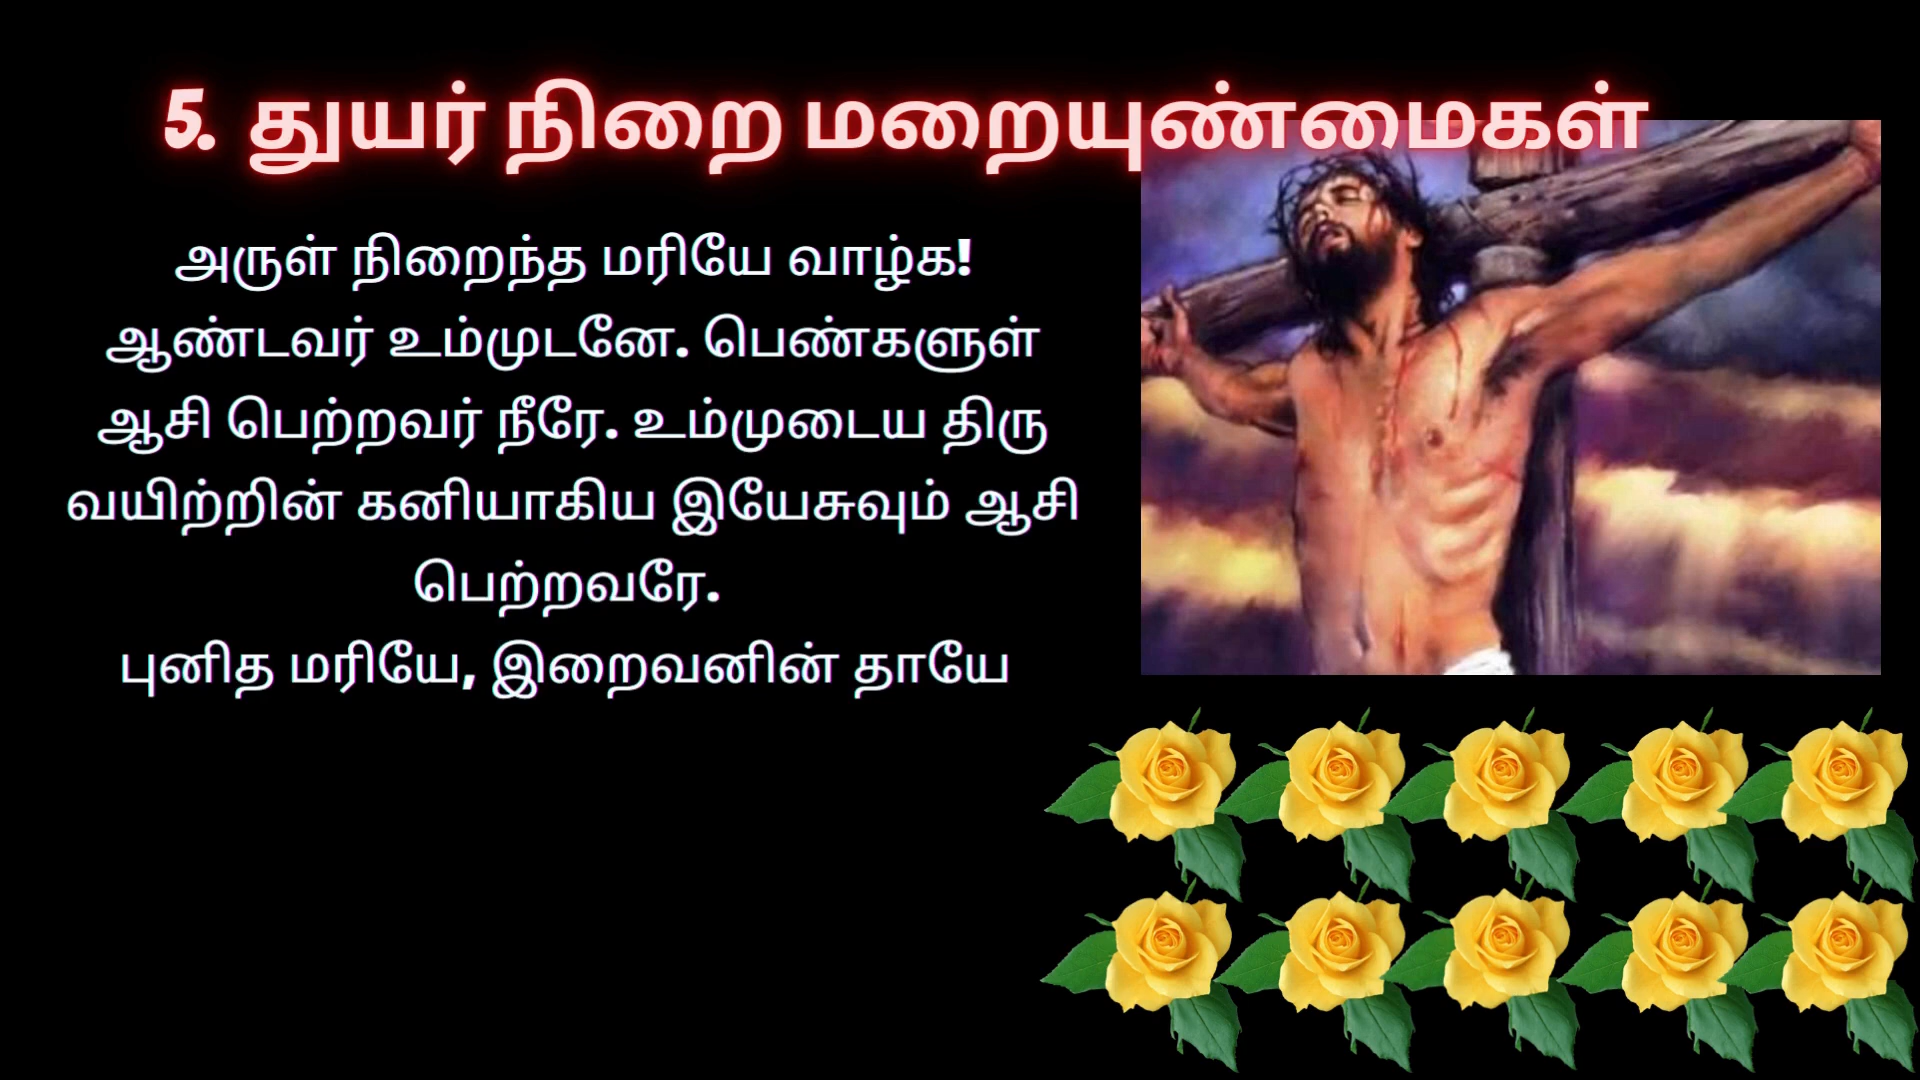 5. துயர் நிறை மறையுண்மைகள்
அருள் நிறைந்த மரியே வாழ்க!
ஆண்டவர் உம்முடனே. பெண்களுள்
ஆசி பெற்றவர் நீரே. உம்முடைய திரு
வயிற்றின் கனியாகிய இயேசுவும் ஆசி
பெற்றவரே.
புனித மரியே, இறைவனின் தாயே